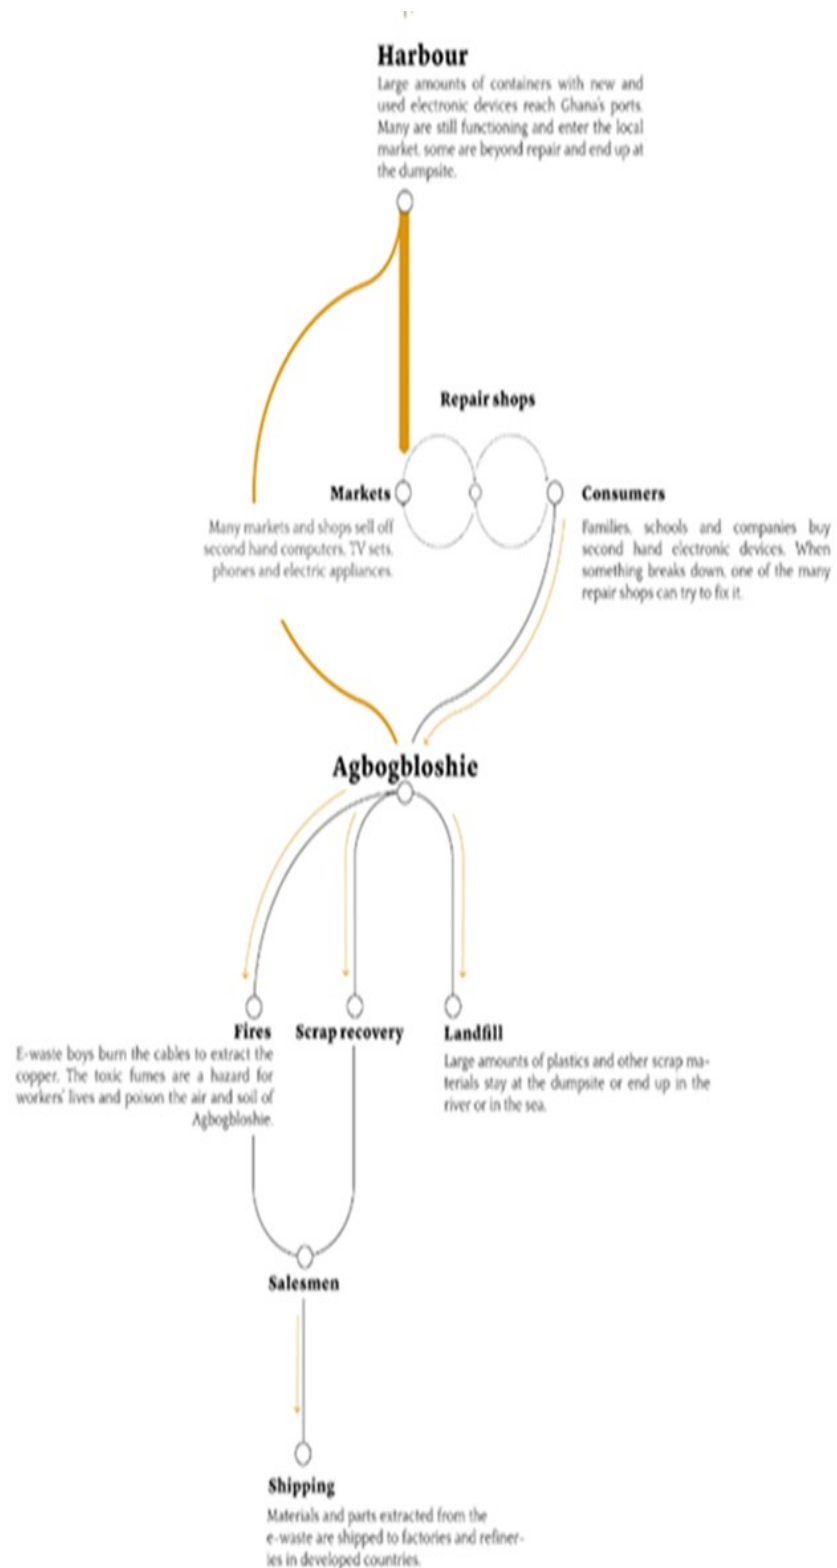 Harbour
Large amounts of containers with new and
used electronic devices reach Ghana's ports.
Many are still functioning and enter the local
market, some are beyond repair and end up at
the dumpsite.
Repair shops
Markets
Many markets and shops sell off
second hand computers, TV sets,
phones and electric appliances.
Consumers
Families, schools and companies buy
second hand electronic devices. When
something breaks down, one of the many
repair shops can try to fix it.
Agbogbloshie
Fires
E-waste boys burn the cables to extract the
copper. The toxic fumes are a hazard for
workers' lives and poison the air and soil of
Agbogbloshie.
Scrap recovery
Landfill
Large amounts of plastics and other scrap ma-
terials stay at the dumpsite or end up in the
river or in the sea.
Salesmen
Shipping
Materials and parts extracted from the
e-waste are shipped to factories and refiner-
ies in developed countries.